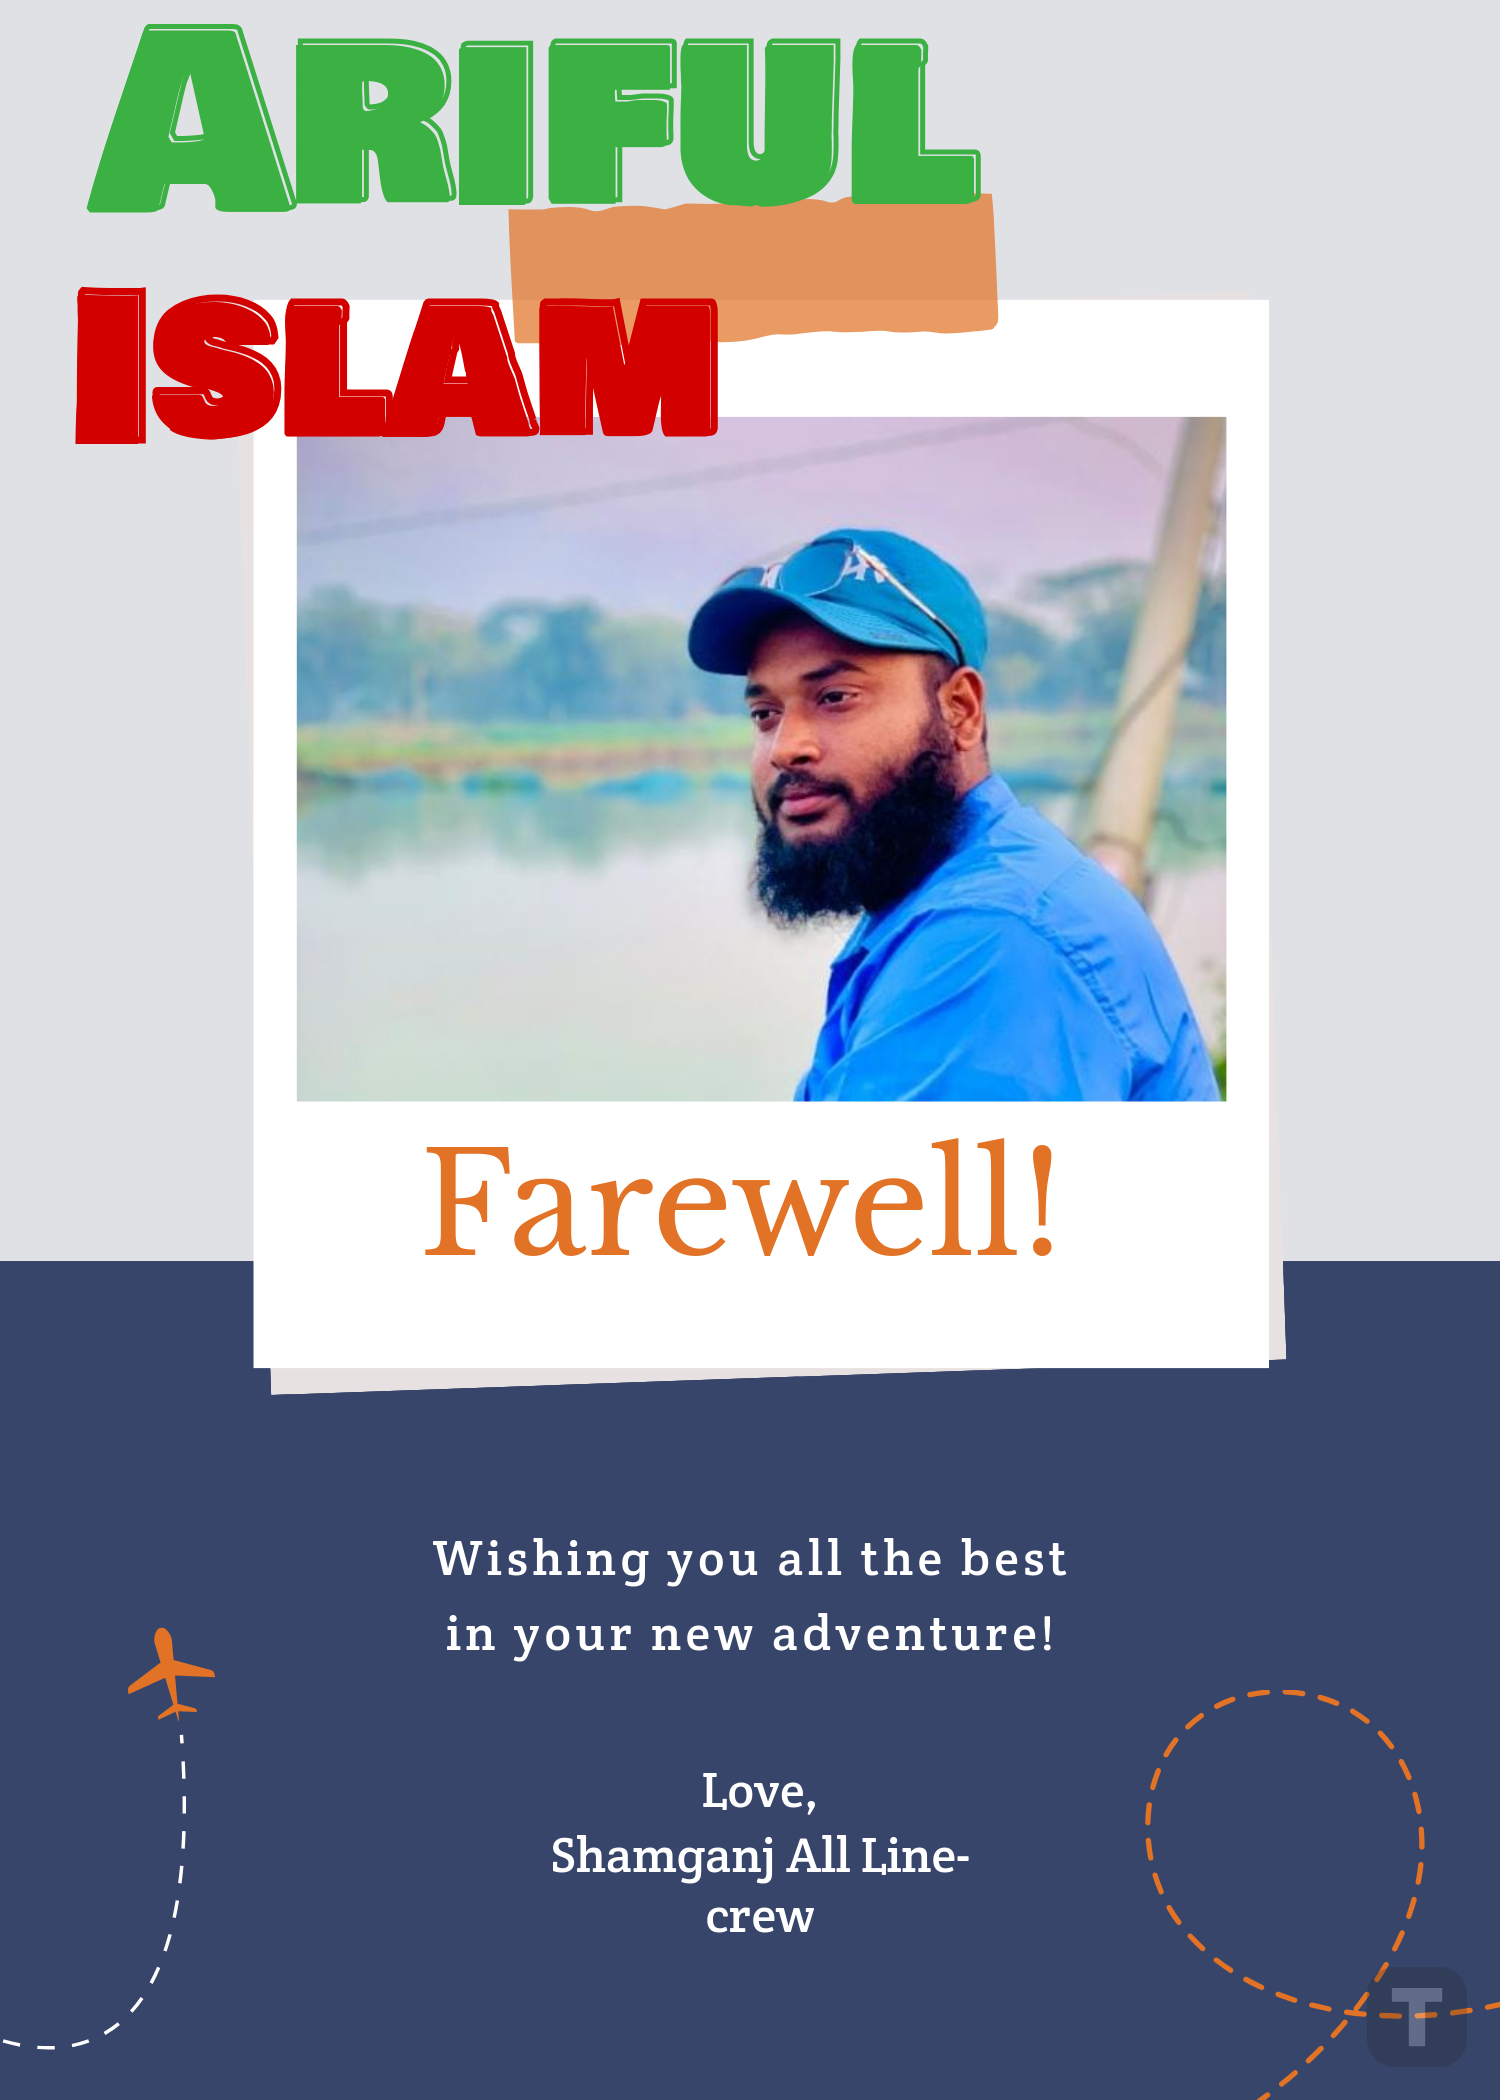 ARIFUL
ISLAM
Farewell!
Wishing you all the best
in your new adventure!
Love,
Shamganj All Line-
crew
T